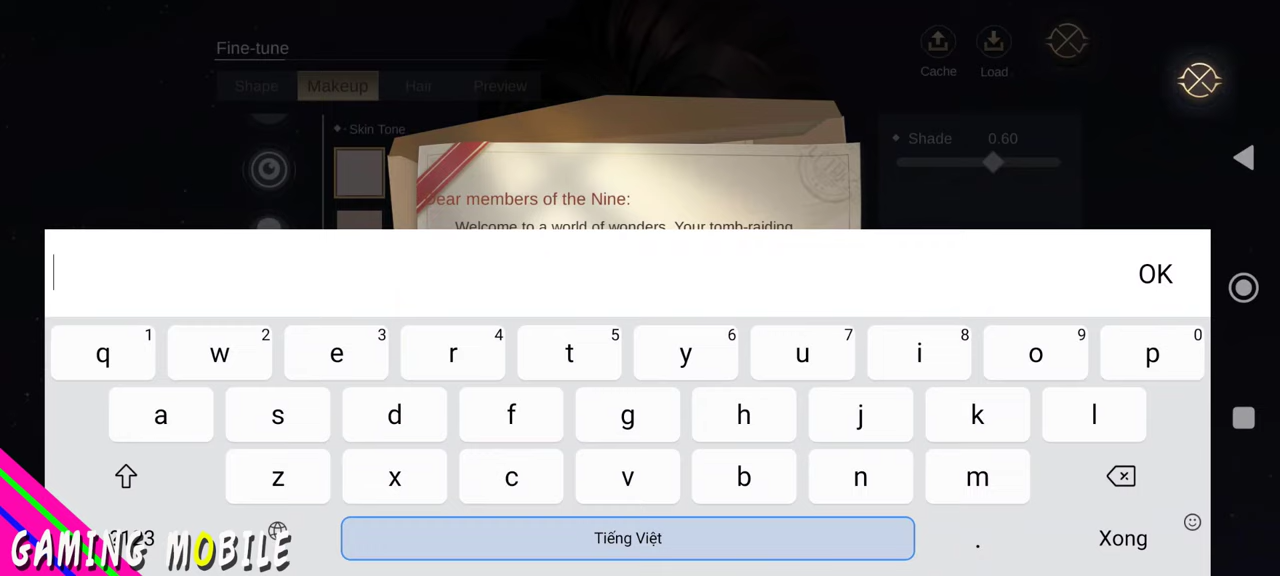 Fine-tune
Cache
Load
Shape
Makeup
Hair
Preview
Skin Tone
Shade 0.60
Dear members of the Nine:
Welcome to a world of wonders. Your tomb-raiding
OK
q 1 w 2 e 3 r 4 t 5 y 6 u 7 i 8 o 9 p 0
a s d f g h j k l
z x c v b n m
Tiếng Việt . Xong
GAMING MOBILE